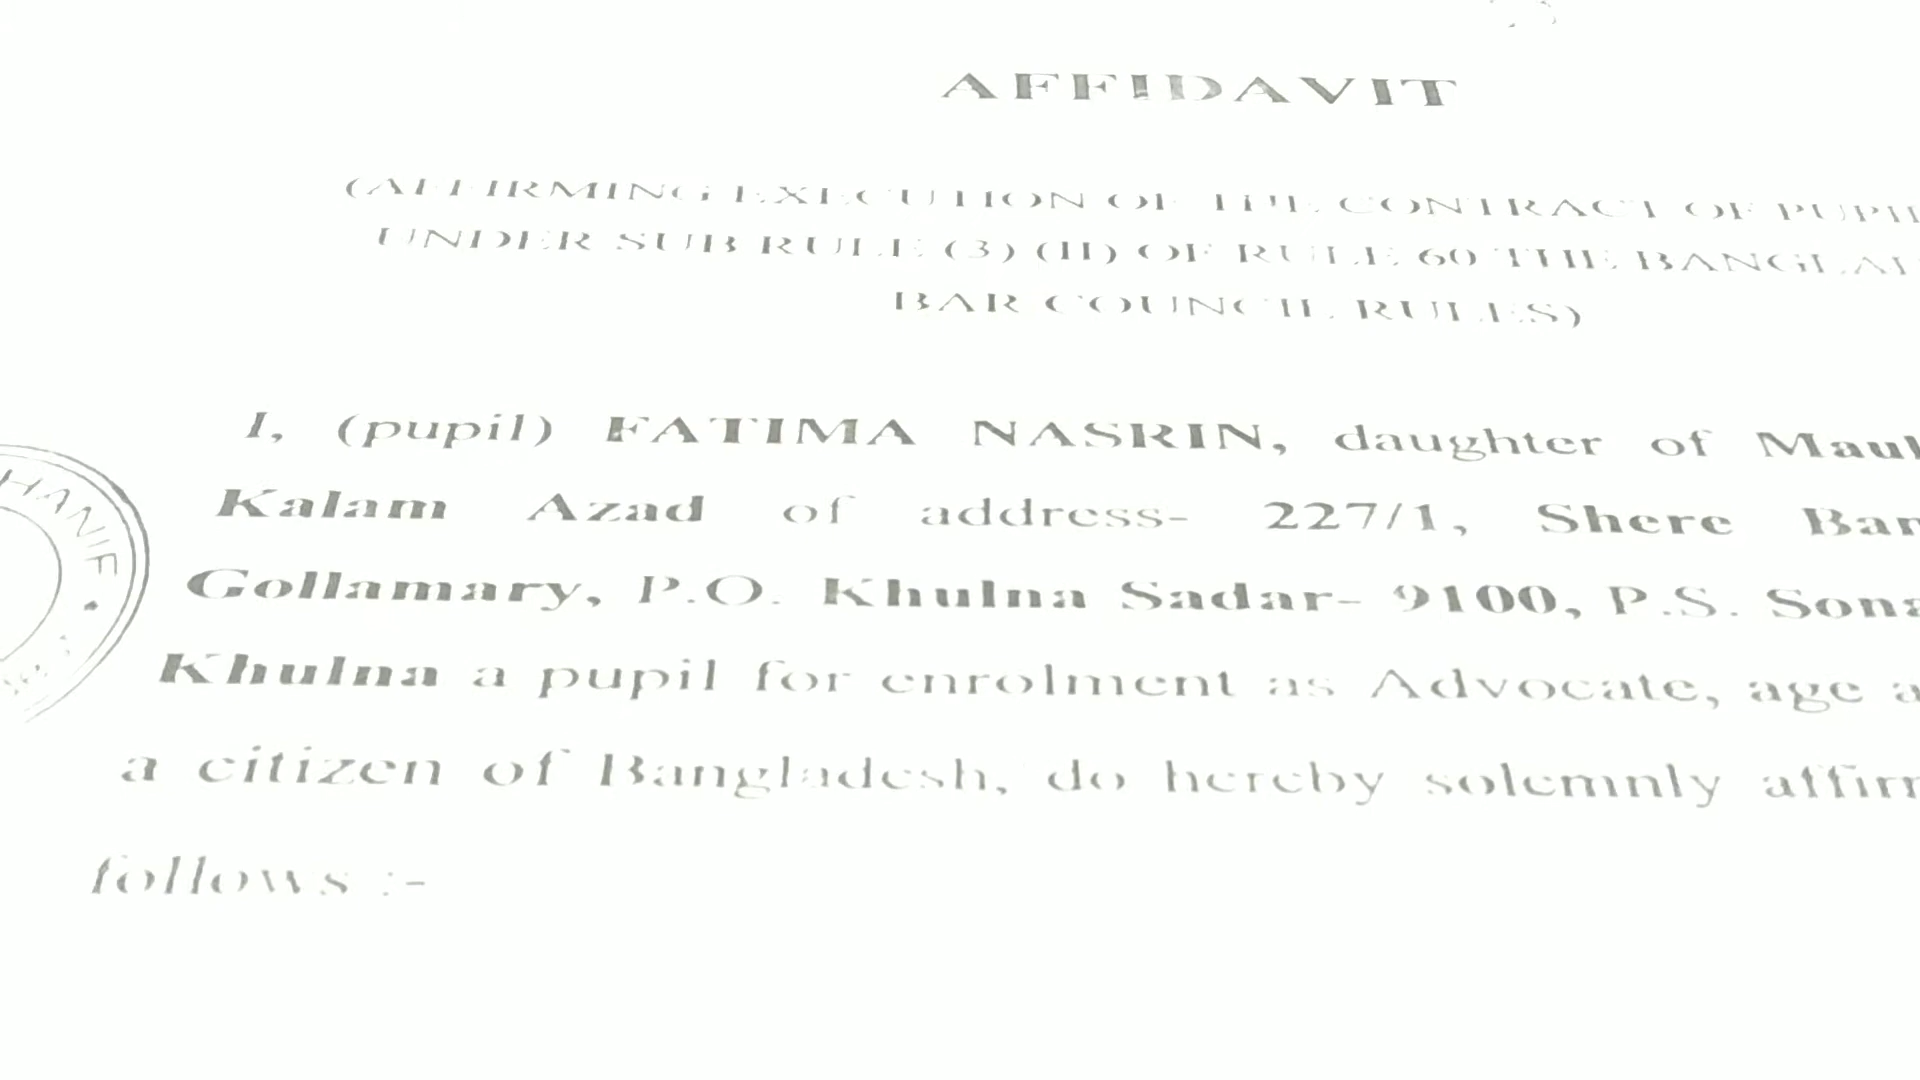 AFFIDAVIT
(AFFIRMING EXECUTION OF THE CONTRACT OF
UNDER SUB RULE (3) (II) OF RULE 60 THE
BAR COUNCIL RULES)
I, (pupil) FATIMA NASRIN, daughter of
Kalam Azad of address- 227/1, Shere
Gollamary, P.O. Khulna Sadar- 9100, P.S.
Khulna a pupil for enrolment as Advocate, age
a citizen of Bangladesh, do hereby solemnly
follows :-
HANIF